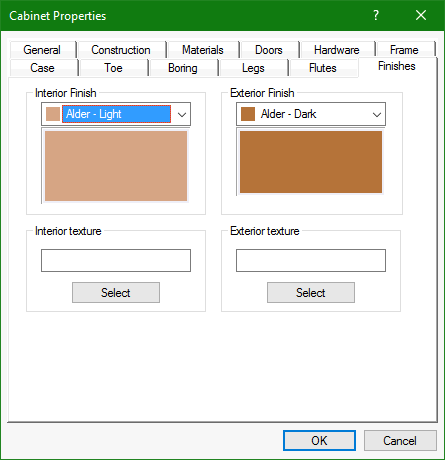 Cabinet Properties ?
General Construction Materials Doors Hardware Frame
Case Toe Boring Legs Flutes Finishes
Interior Finish Exterior Finish
Alder - Light Alder - Dark
Interior texture Exterior texture
Select Select
OK Cancel